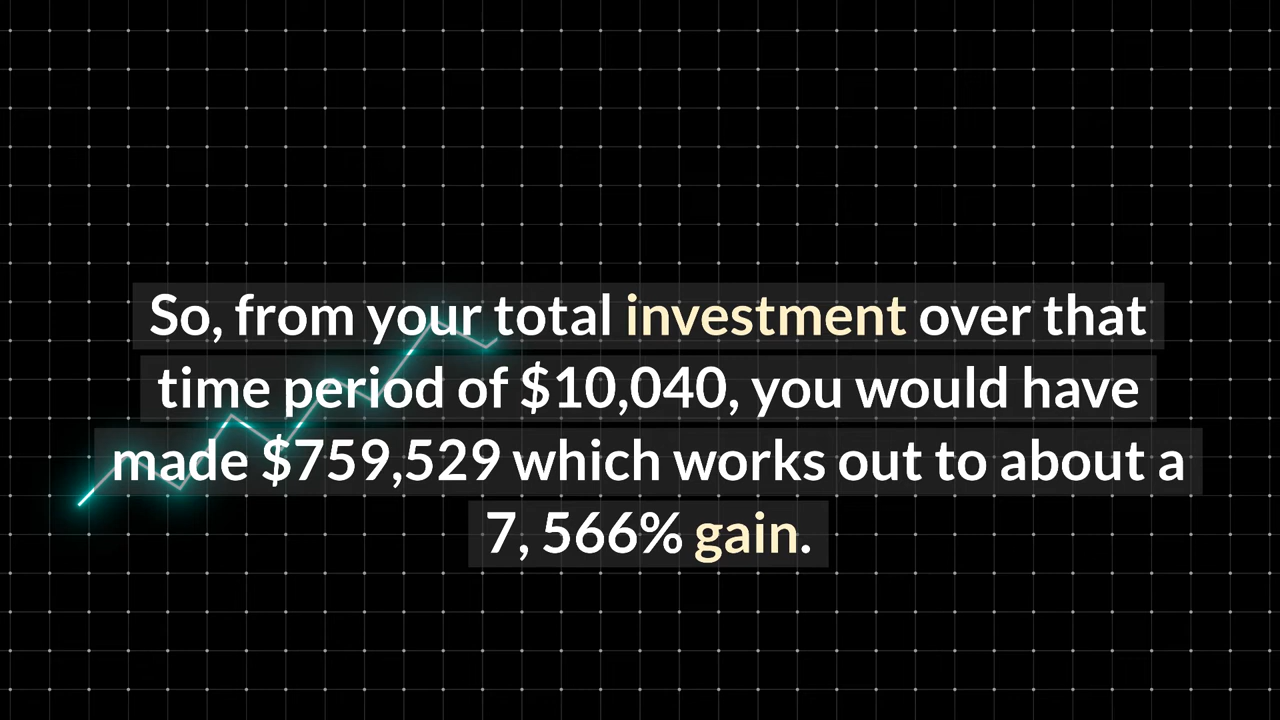 So, from your total investment over that
time period of $10,040, you would have
made $759,529 which works out to about a
7, 566% gain.